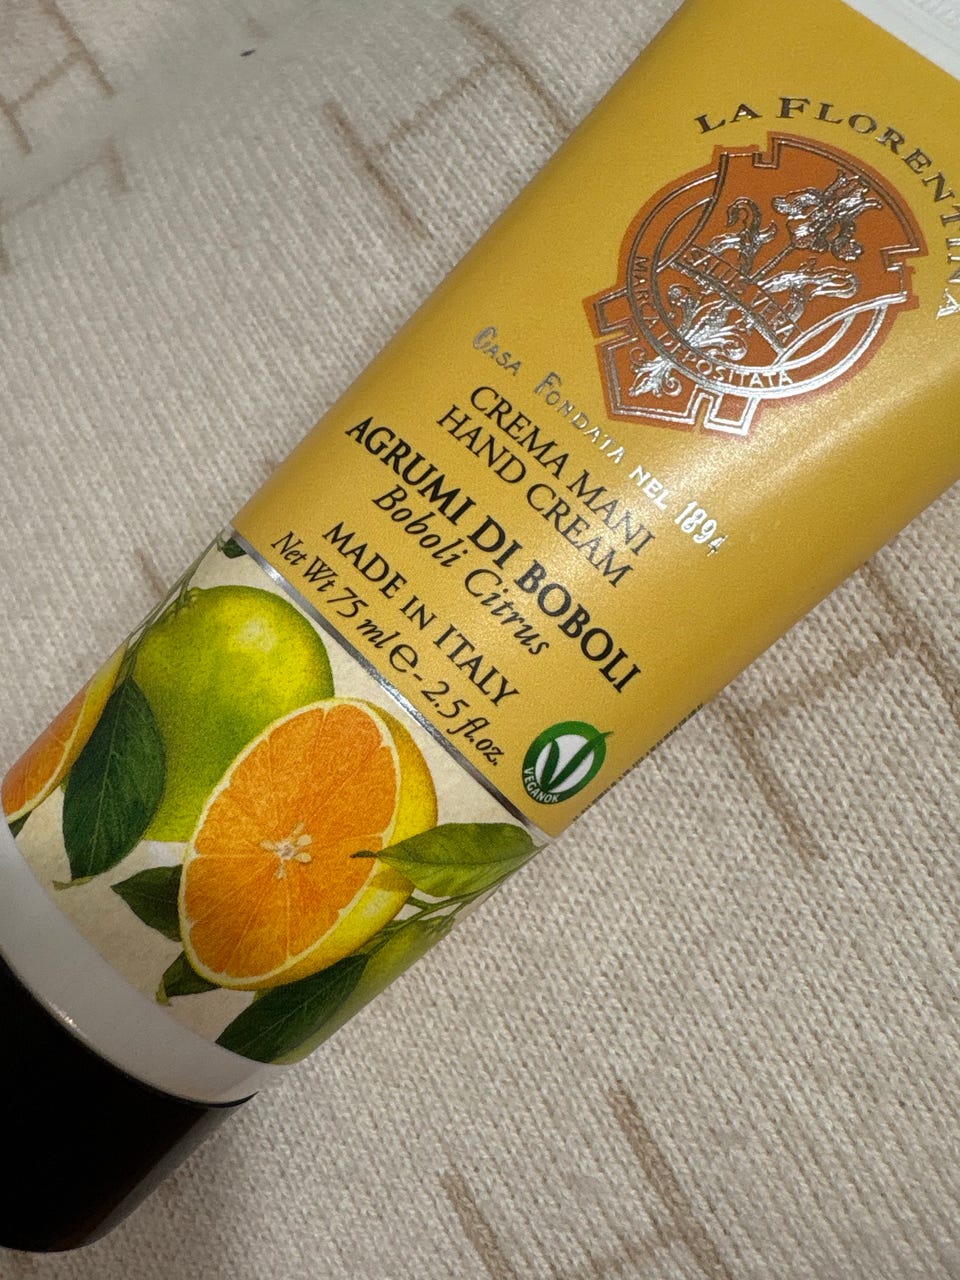 LA FLORENTINA
SALUS VERA
MARCA DEPOSITATA
CASA FONDATA NEL 1894
CREMA MANI
HAND CREAM
AGRUMI DI BOBOLI
Boboli Citrus
MADE IN ITALY
Net Wt 75 ml ℮ - 2.5 fl.oz.
VEGANOK